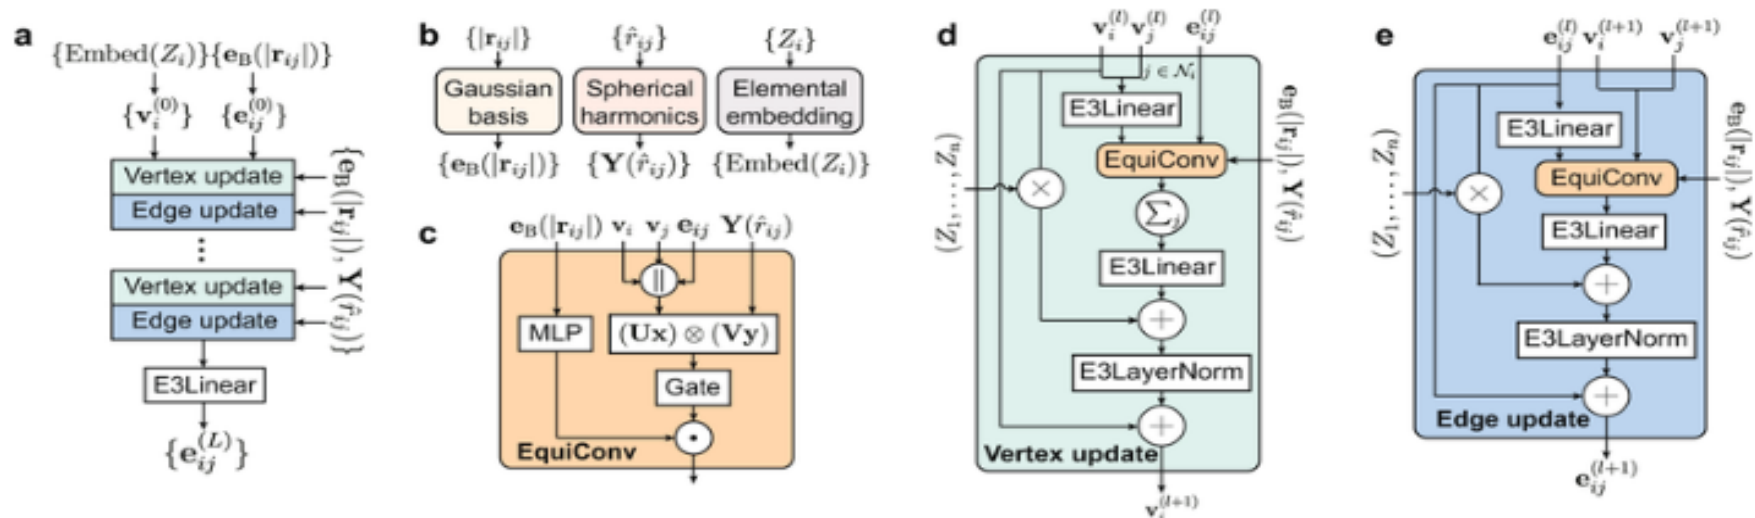 a
{Embed(Z_i)}{e_B(|r_ij|)}
{v_i^(0)} {e_ij^(0)}
Vertex update
Edge update
...
Vertex update
Edge update
{e_B(|r_ij|), Y(r̂_ij)}
E3Linear
{e_ij^(L)}
b
{|r_ij|} {r̂_ij} {Z_i}
Gaussian basis
Spherical harmonics
Elemental embedding
{e_B(|r_ij|)} {Y(r̂_ij)} {Embed(Z_i)}
c
e_B(|r_ij|) v_i v_j e_ij Y(r̂_ij)
||
MLP
(Ux) ⊗ (Vy)
Gate
·
EquiConv
d
v_i^(l) v_j^(l) e_ij^(l)
j ∈ N_i
E3Linear
EquiConv
e_B(|r_ij|), Y(r̂_ij)
(Z_1, ..., Z_n)
×
∑_j
E3Linear
+
E3LayerNorm
+
Vertex update
v_i^(l+1)
e
e_ij^(l) v_i^(l+1) v_j^(l+1)
E3Linear
EquiConv
e_B(|r_ij|), Y(r̂_ij)
(Z_1, ..., Z_n)
×
E3Linear
+
E3LayerNorm
+
Edge update
e_ij^(l+1)